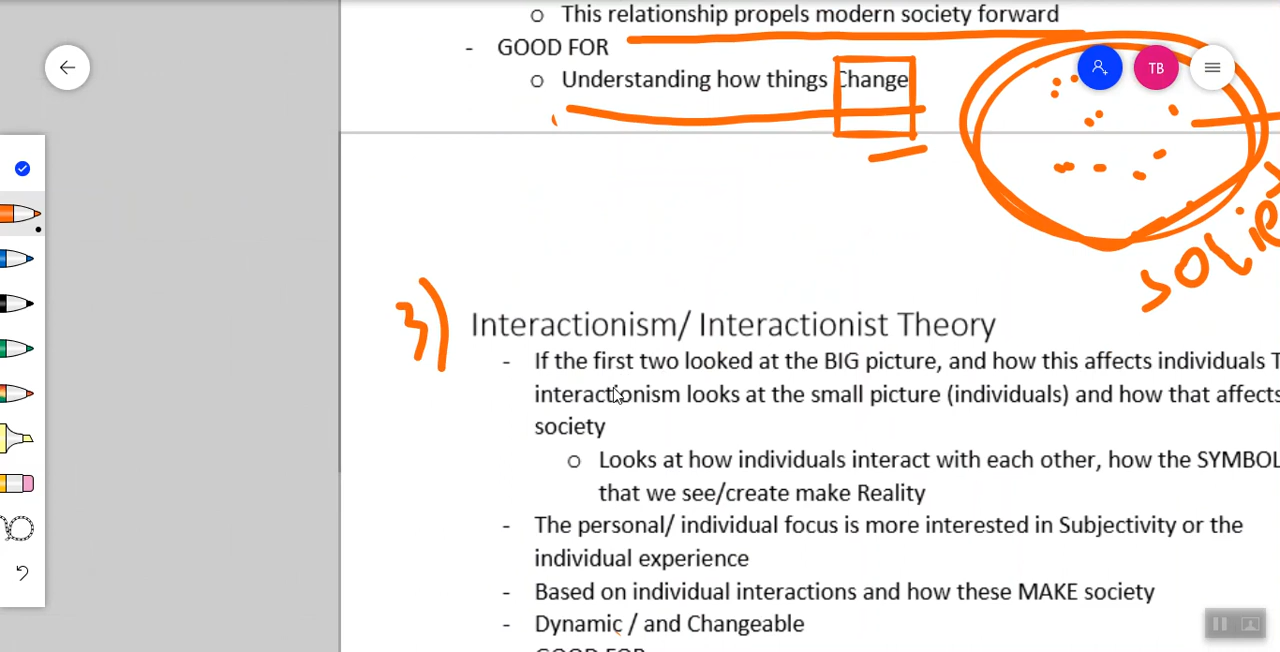 o This relationship propels modern society forward
- GOOD FOR
o Understanding how things Change
TB
socie
3)
Interactionism/ Interactionist Theory
- If the first two looked at the BIG picture, and how this affects individuals T
interactionism looks at the small picture (individuals) and how that affects
society
o Looks at how individuals interact with each other, how the SYMBOL
that we see/create make Reality
- The personal/ individual focus is more interested in Subjectivity or the
individual experience
- Based on individual interactions and how these MAKE society
- Dynamic / and Changeable
GOOD FOR